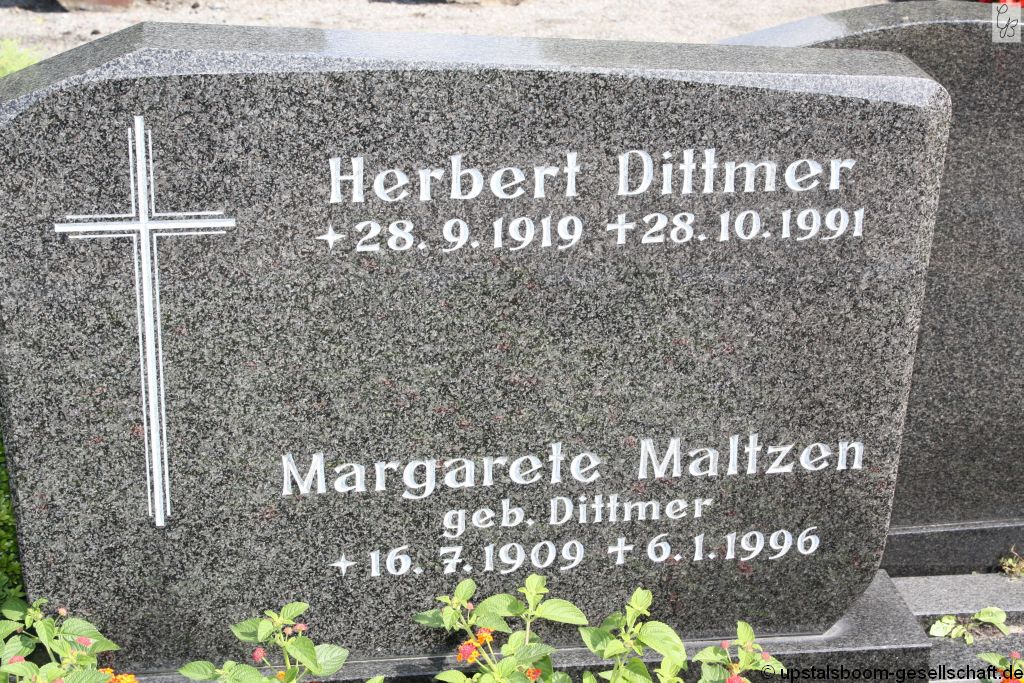 Herbert Dittmer
✦28. 9. 1919 ✝28. 10. 1991
Margarete Maltzen
geb. Dittmer
✦16. 7. 1909 ✝6. 1. 1996
© upstalsboom-gesellschaft.de